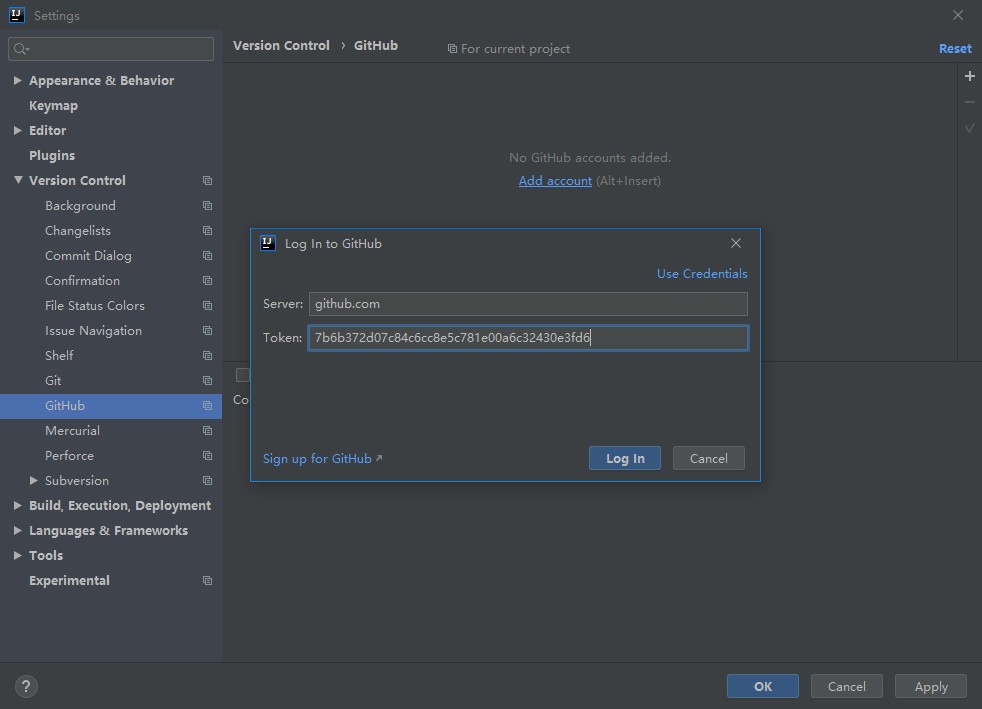 Settings
Version Control › GitHub
For current project
Reset
Appearance & Behavior
Keymap
Editor
Plugins
Version Control
Background
Changelists
Commit Dialog
Confirmation
File Status Colors
Issue Navigation
Shelf
Git
GitHub
Mercurial
Perforce
Subversion
Build, Execution, Deployment
Languages & Frameworks
Tools
Experimental
No GitHub accounts added.
Add account (Alt+Insert)
Co
IJ Log In to GitHub
Use Credentials
Server: github.com
Token: 7b6b372d07c84c6cc8e5c781e00a6c32430e3fd6
Sign up for GitHub
Log In
Cancel
?
OK
Cancel
Apply